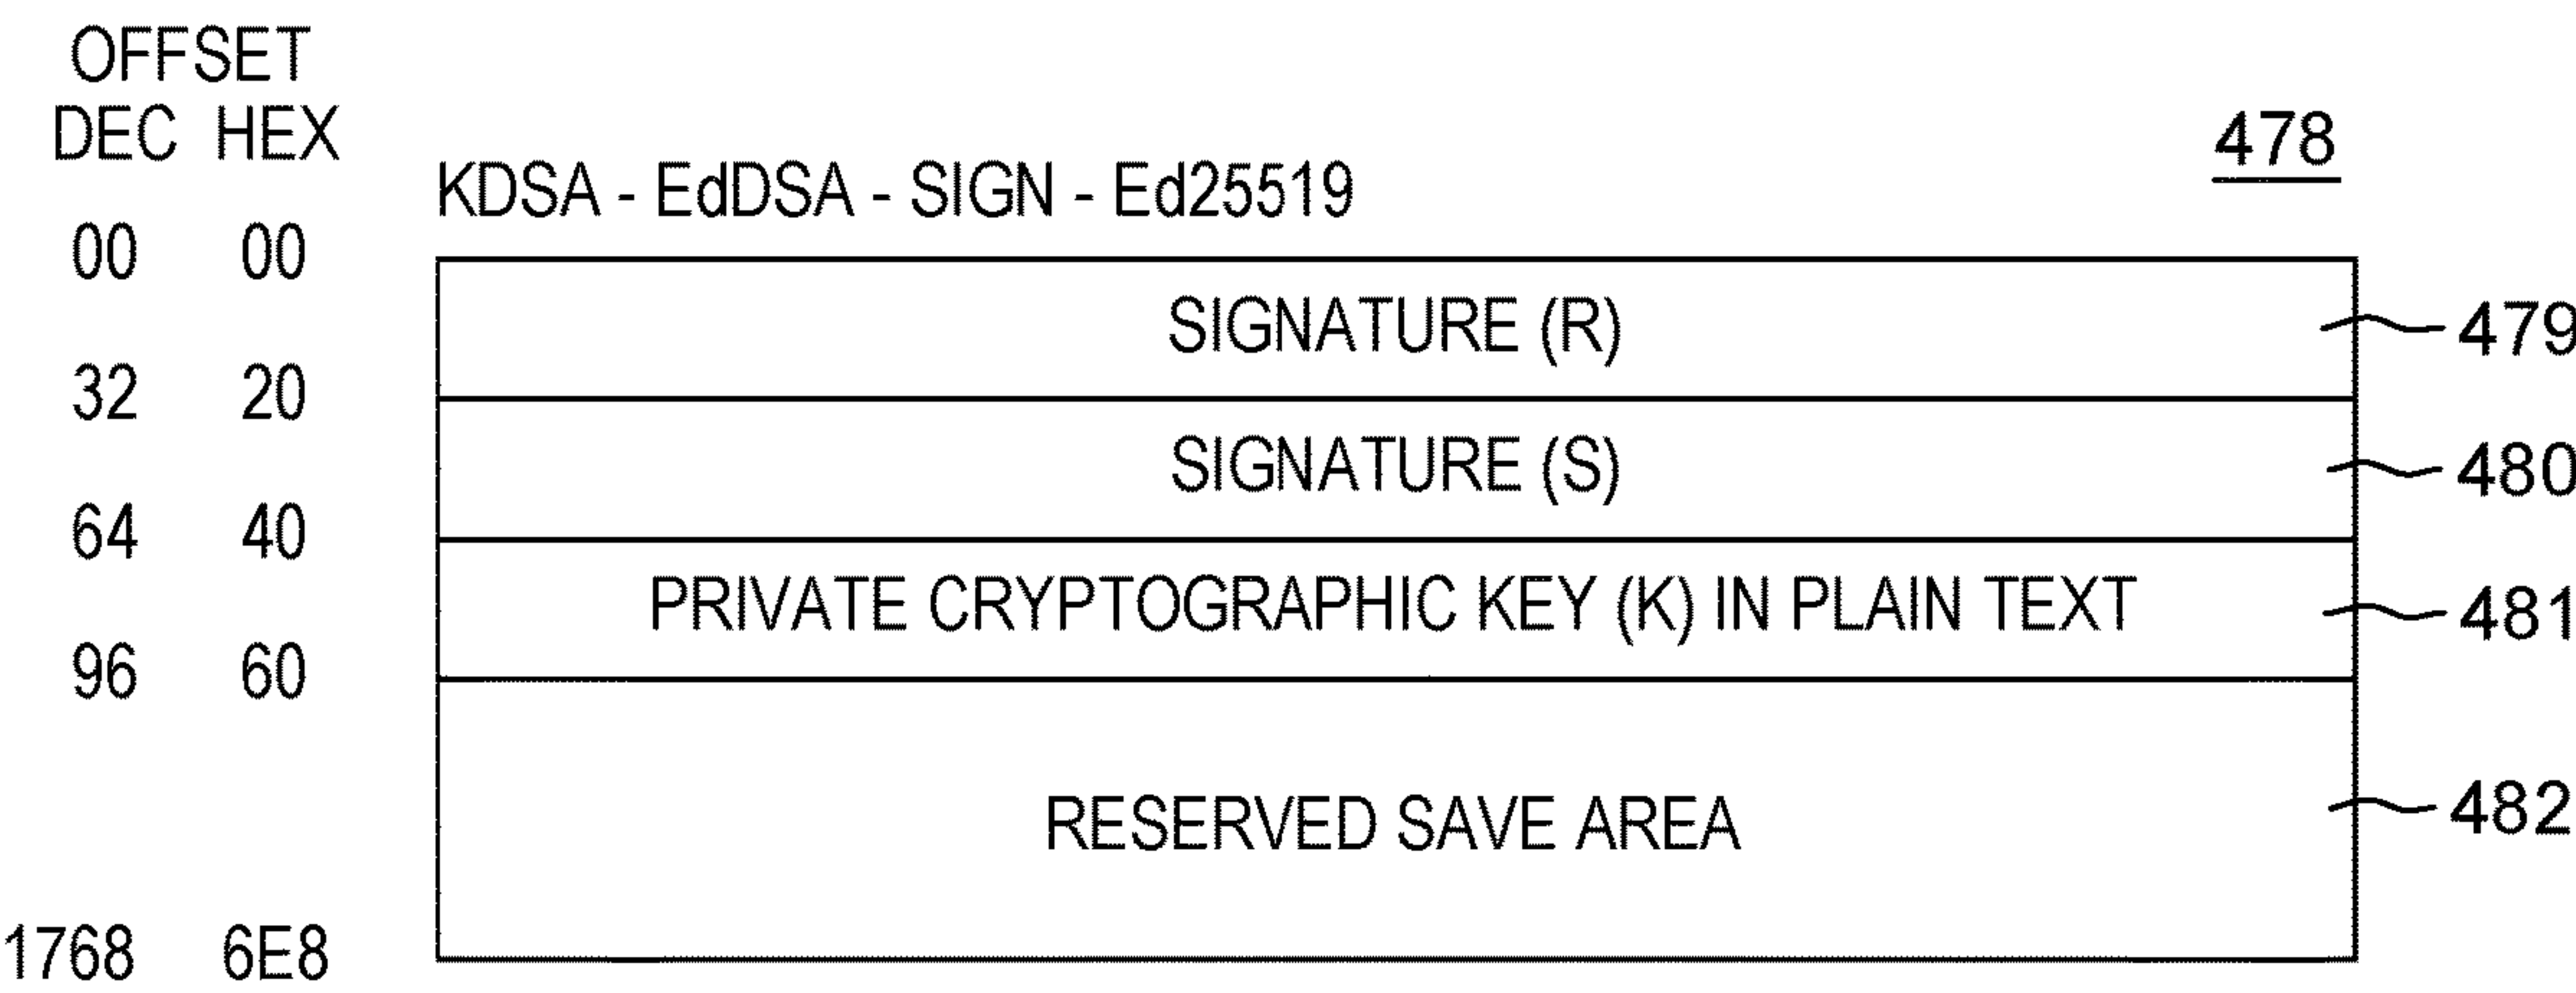 OFFSET
DEC HEX
478
KDSA - EdDSA - SIGN - Ed25519
00 00
SIGNATURE (R) 479
32 20
SIGNATURE (S) 480
64 40
PRIVATE CRYPTOGRAPHIC KEY (K) IN PLAIN TEXT 481
96 60
RESERVED SAVE AREA 482
1768 6E8